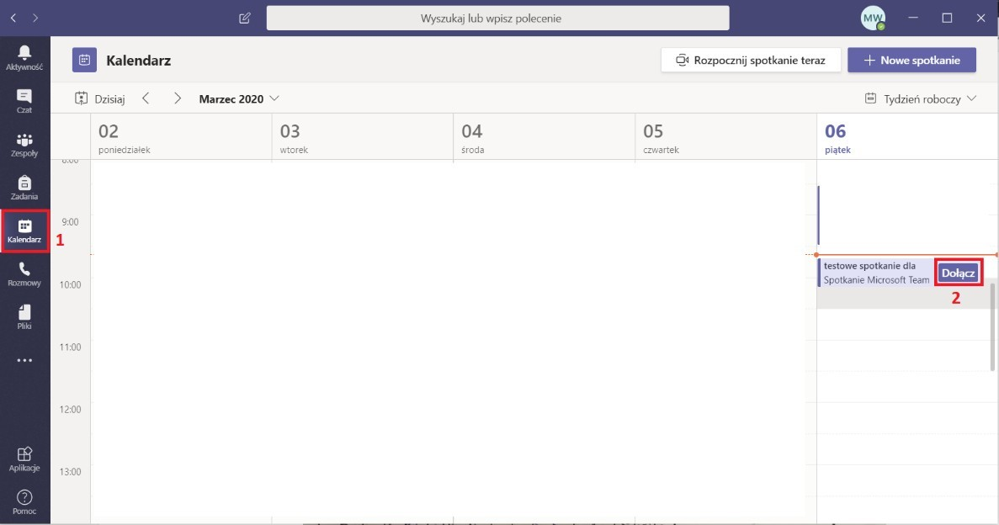 Wyszukaj lub wpisz polecenie
MW
Aktywność
Czat
Zespoły
Zadania
Kalendarz
1
Rozmowy
Pliki
Aplikacje
Pomoc
Kalendarz
Rozpocznij spotkanie teraz
+ Nowe spotkanie
Dzisiaj
Marzec 2020
Tydzień roboczy
02
poniedziałek
03
wtorek
04
środa
05
czwartek
06
piątek
8:00
9:00
10:00
11:00
12:00
13:00
testowe spotkanie dla
Spotkanie Microsoft Team
Dołącz
2